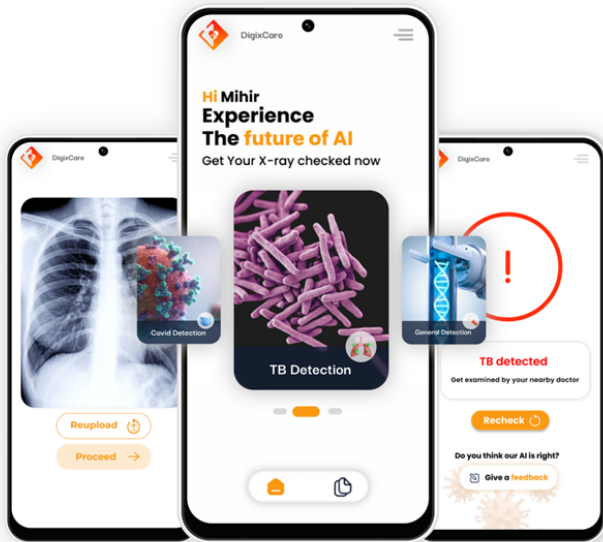 DigixCare
Hi Mihir
Experience
The future of AI
Get Your X-ray checked now
Covid Detection
TB Detection
General Detection
DigixCare
Reupload
Proceed
DigixCare
!
TB detected
Get examined by your nearby doctor
Recheck
Do you think our AI is right?
Give a feedback